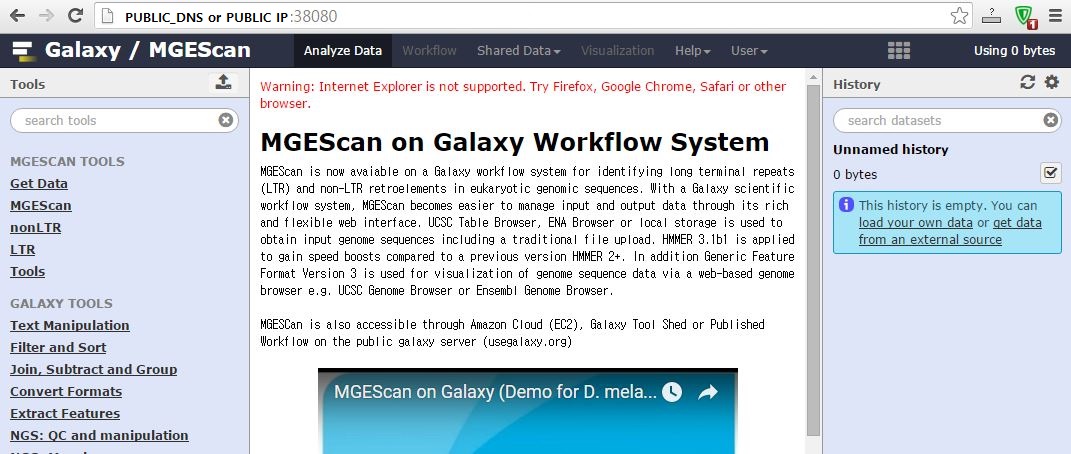 PUBLIC_DNS or PUBLIC IP:38080
Galaxy / MGEScan
Analyze Data
Workflow
Shared Data
Visualization
Help
User
Using 0 bytes
Tools
search tools
MGESCAN TOOLS
Get Data
MGEScan
nonLTR
LTR
Tools
GALAXY TOOLS
Text Manipulation
Filter and Sort
Join, Subtract and Group
Convert Formats
Extract Features
NGS: QC and manipulation
Warning: Internet Explorer is not supported. Try Firefox, Google Chrome, Safari or other
browser.
MGEScan on Galaxy Workflow System
MGEScan is now avaiable on a Galaxy workflow system for identifying long terminal repeats
(LTR) and non-LTR retroelements in eukaryotic genomic sequences. With a Galaxy scientific
workflow system, MGEScan becomes easier to manage input and output data through its rich
and flexible web interface. UCSC Table Browser, ENA Browser or local storage is used to
obtain input genome sequences including a traditional file upload. HMMER 3.1b1 is applied
to gain speed boosts compared to a previous version HMMER 2+. In addition Generic Feature
Format Version 3 is used for visualization of genome sequence data via a web-based genome
browser e.g. UCSC Genome Browser or Ensembl Genome Browser.
MGESCan is also accessible through Amazon Cloud (EC2), Galaxy Tool Shed or Published
Workflow on the public galaxy server (usegalaxy.org)
MGEScan on Galaxy (Demo for D. mela...
History
search datasets
Unnamed history
0 bytes
This history is empty. You can
load your own data or get data
from an external source
1